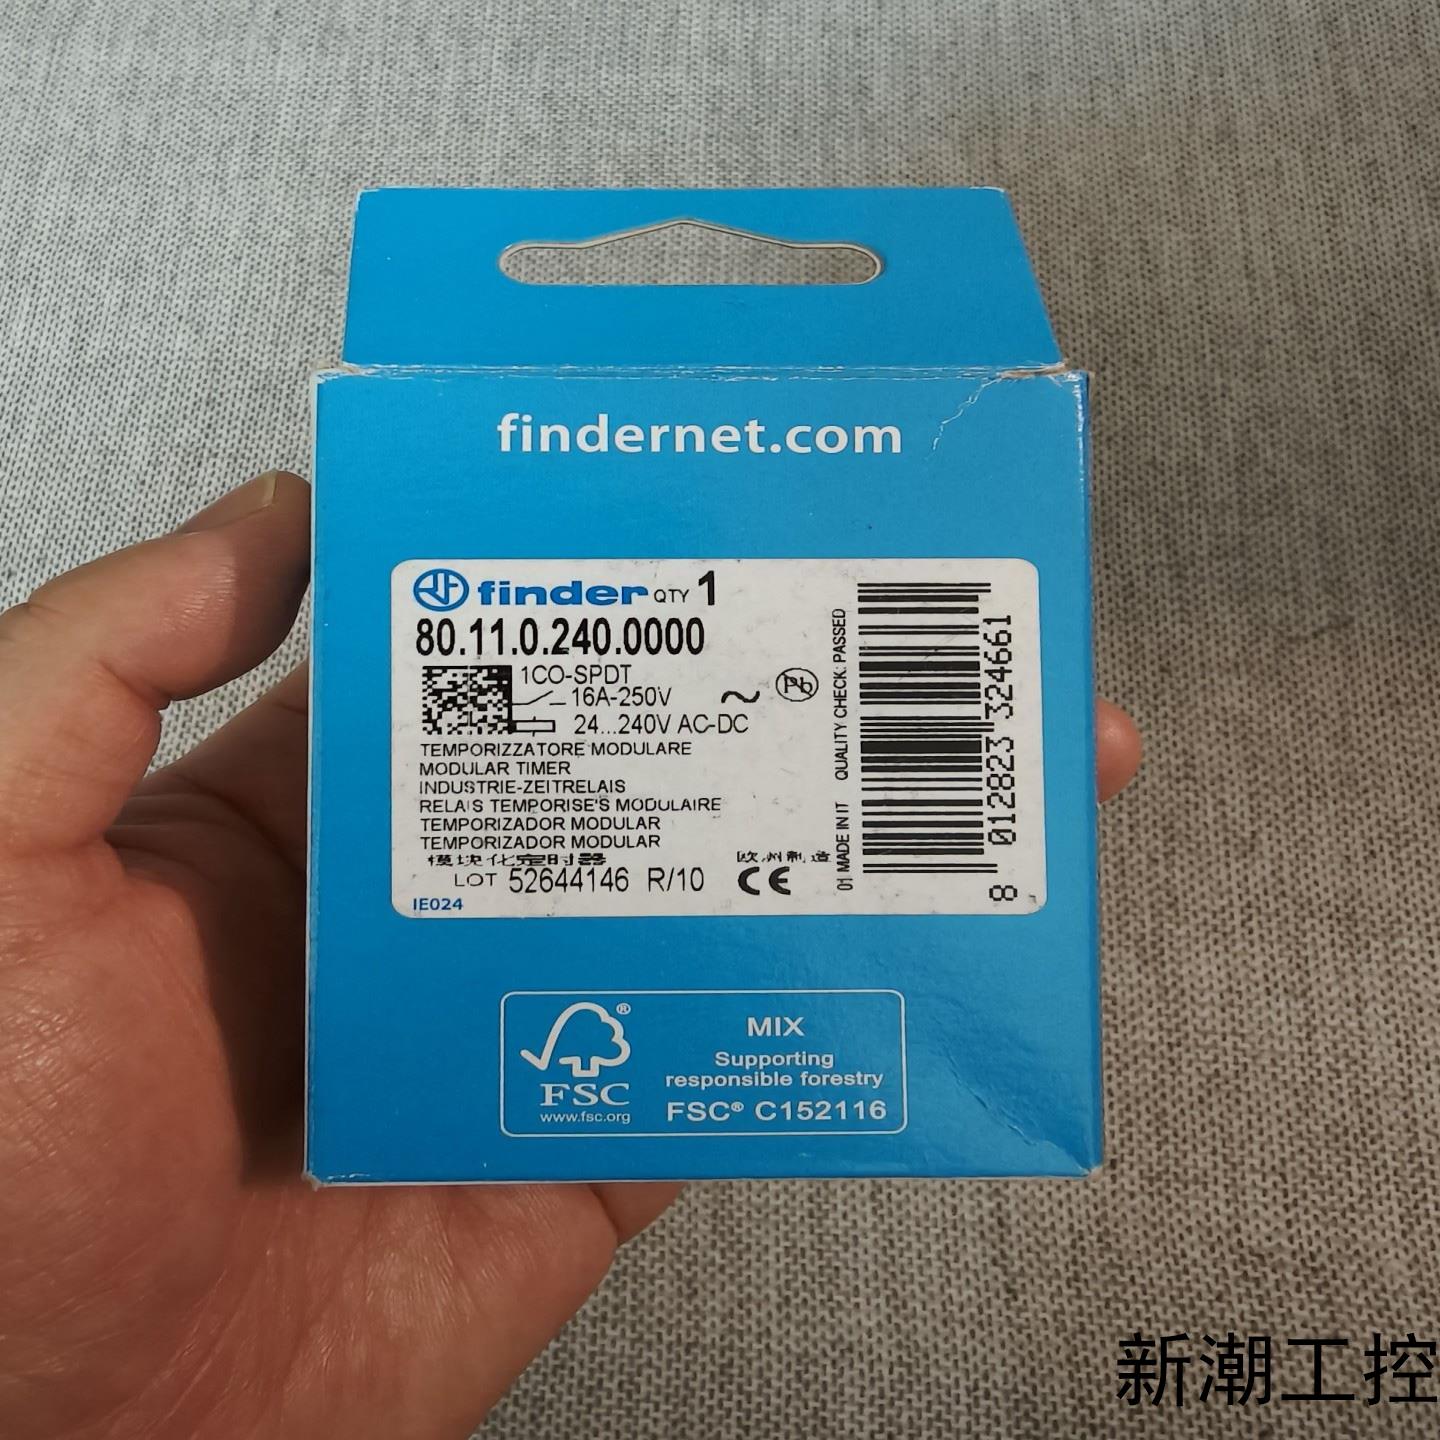 findernet.com
finder QTY 1
80.11.0.240.0000
1CO-SPDT
16A-250V ~ Pb
24...240V AC-DC
TEMPORIZZATORE MODULARE
MODULAR TIMER
INDUSTRIE-ZEITRELAIS
RELAIS TEMPORISE'S MODULAIRE
TEMPORIZADOR MODULAR
TEMPORIZADOR MODULAR
模块化定时器 欧洲制造
LOT 52644146 R/10 CE
IE024
01 MADE IN IT QUALITY CHECK: PASSED
8 012823 324661
FSC®
www.fsc.org
MIX
Supporting
responsible forestry
FSC® C152116
新潮工控